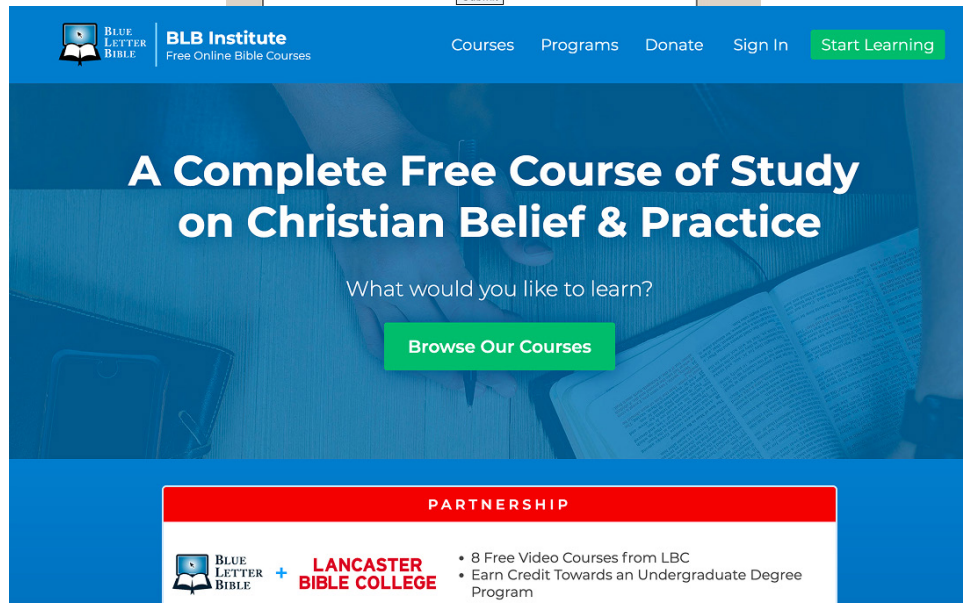 BLUE
LETTER
BIBLE
BLB Institute
Free Online Bible Courses
Courses
Programs
Donate
Sign In
Start Learning
A Complete Free Course of Study
on Christian Belief & Practice
What would you like to learn?
Browse Our Courses
PARTNERSHIP
BLUE
LETTER
BIBLE
+
LANCASTER
BIBLE COLLEGE
• 8 Free Video Courses from LBC
• Earn Credit Towards an Undergraduate Degree
Program